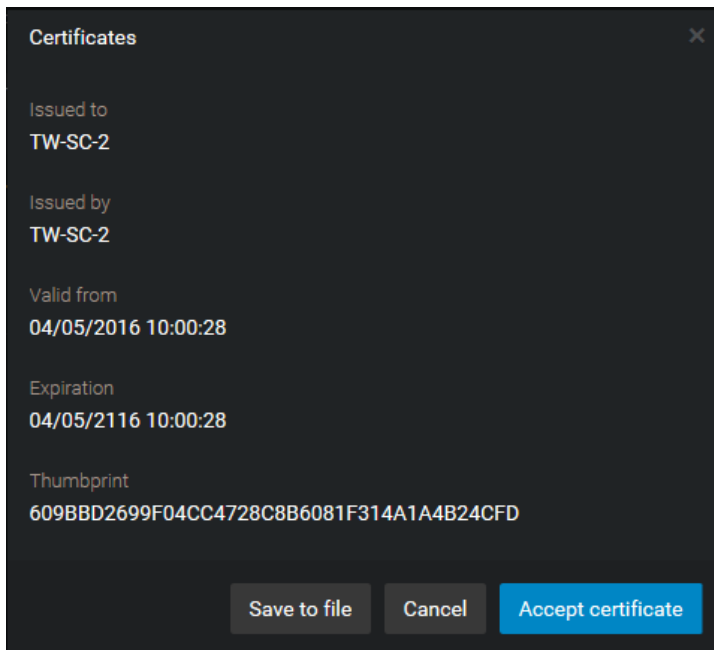 Certificates
Issued to
TW-SC-2
Issued by
TW-SC-2
Valid from
04/05/2016 10:00:28
Expiration
04/05/2116 10:00:28
Thumbprint
609BBD2699F04CC4728C8B6081F314A1A4B24CFD
Save to file Cancel Accept certificate